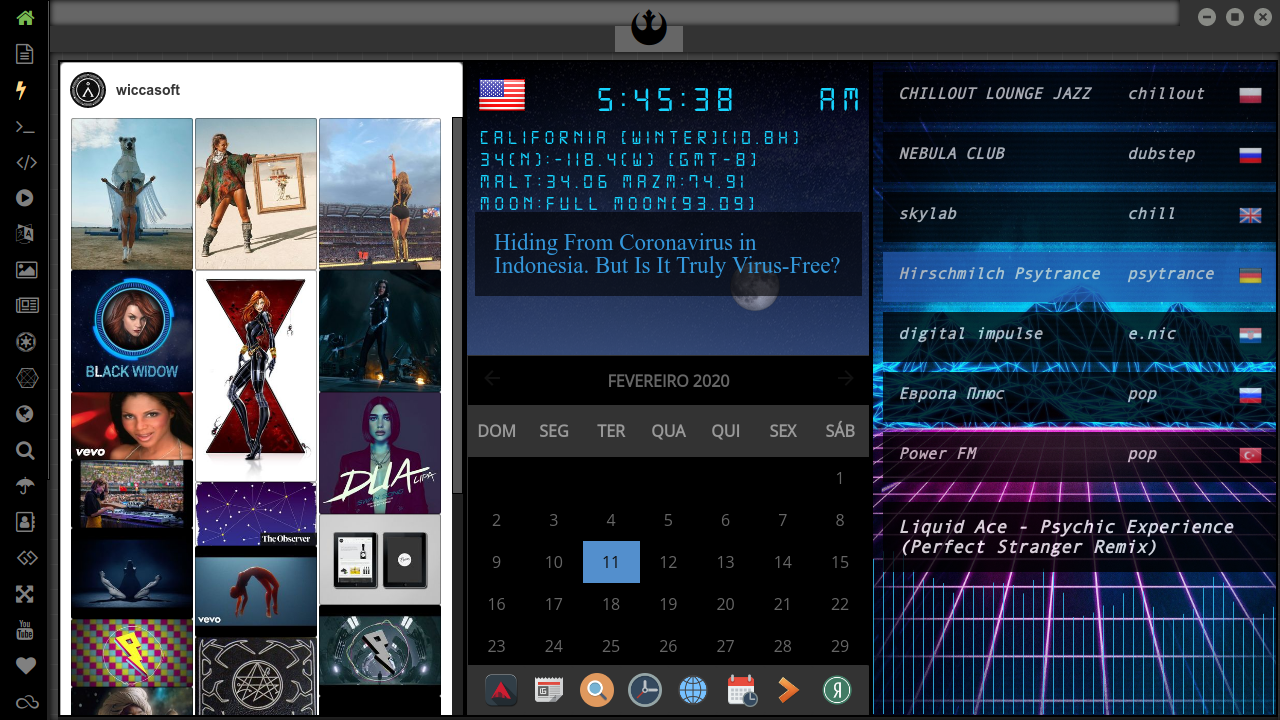 wiccasoft
BLACK WIDOW
vevo
The Observer
vevo
DUA LIPA
5:45:38 AM
CALIFORNIA (WINTER)(10.8H)
34(N):-118.4(W) (GMT-8)
MALT:34.06 MAZM:74.91
MOON:FULL MOON(93.09)
Hiding From Coronavirus in
Indonesia. But Is It Truly Virus-Free?
FEVEREIRO 2020
DOM SEG TER QUA QUI SEX SÁB
1
2 3 4 5 6 7 8
9 10 11 12 13 14 15
16 17 18 19 20 21 22
23 24 25 26 27 28 29
CHILLOUT LOUNGE JAZZ chillout
NEBULA CLUB dubstep
skylab chill
Hirschmilch Psytrance psytrance
digital impulse e.nic
Европа Плюс pop
Power FM pop
Liquid Ace - Psychic Experience
(Perfect Stranger Remix)
You
Tube
Я